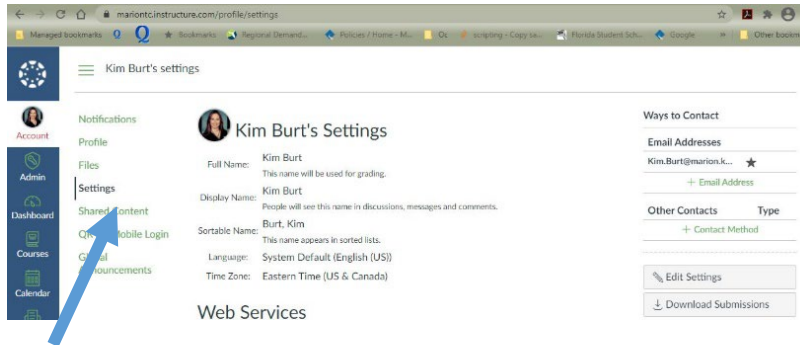 marionte.instructure.com/profile/settings
Managed bookmarks Bookmarks Regional Demand... Policies / Home - M... Os scripting - Copy sa... Florida Student Sch... Google » Other bookm
Kim Burt's settings
Account
Admin
Dashboard
Courses
Calendar
Notifications
Profile
Files
Settings
Shared Content
QR Mobile Login
Announcements
Kim Burt's Settings
Full Name: Kim Burt
This name will be used for grading.
Display Name: Kim Burt
People will see this name in discussions, messages and comments.
Sortable Name: Burt, Kim
This name appears in sorted lists.
Language: System Default (English (US))
Time Zone: Eastern Time (US & Canada)
Web Services
Ways to Contact
Email Addresses
Kim.Burt@marion.k... ★
+ Email Address
Other Contacts Type
+ Contact Method
Edit Settings
Download Submissions